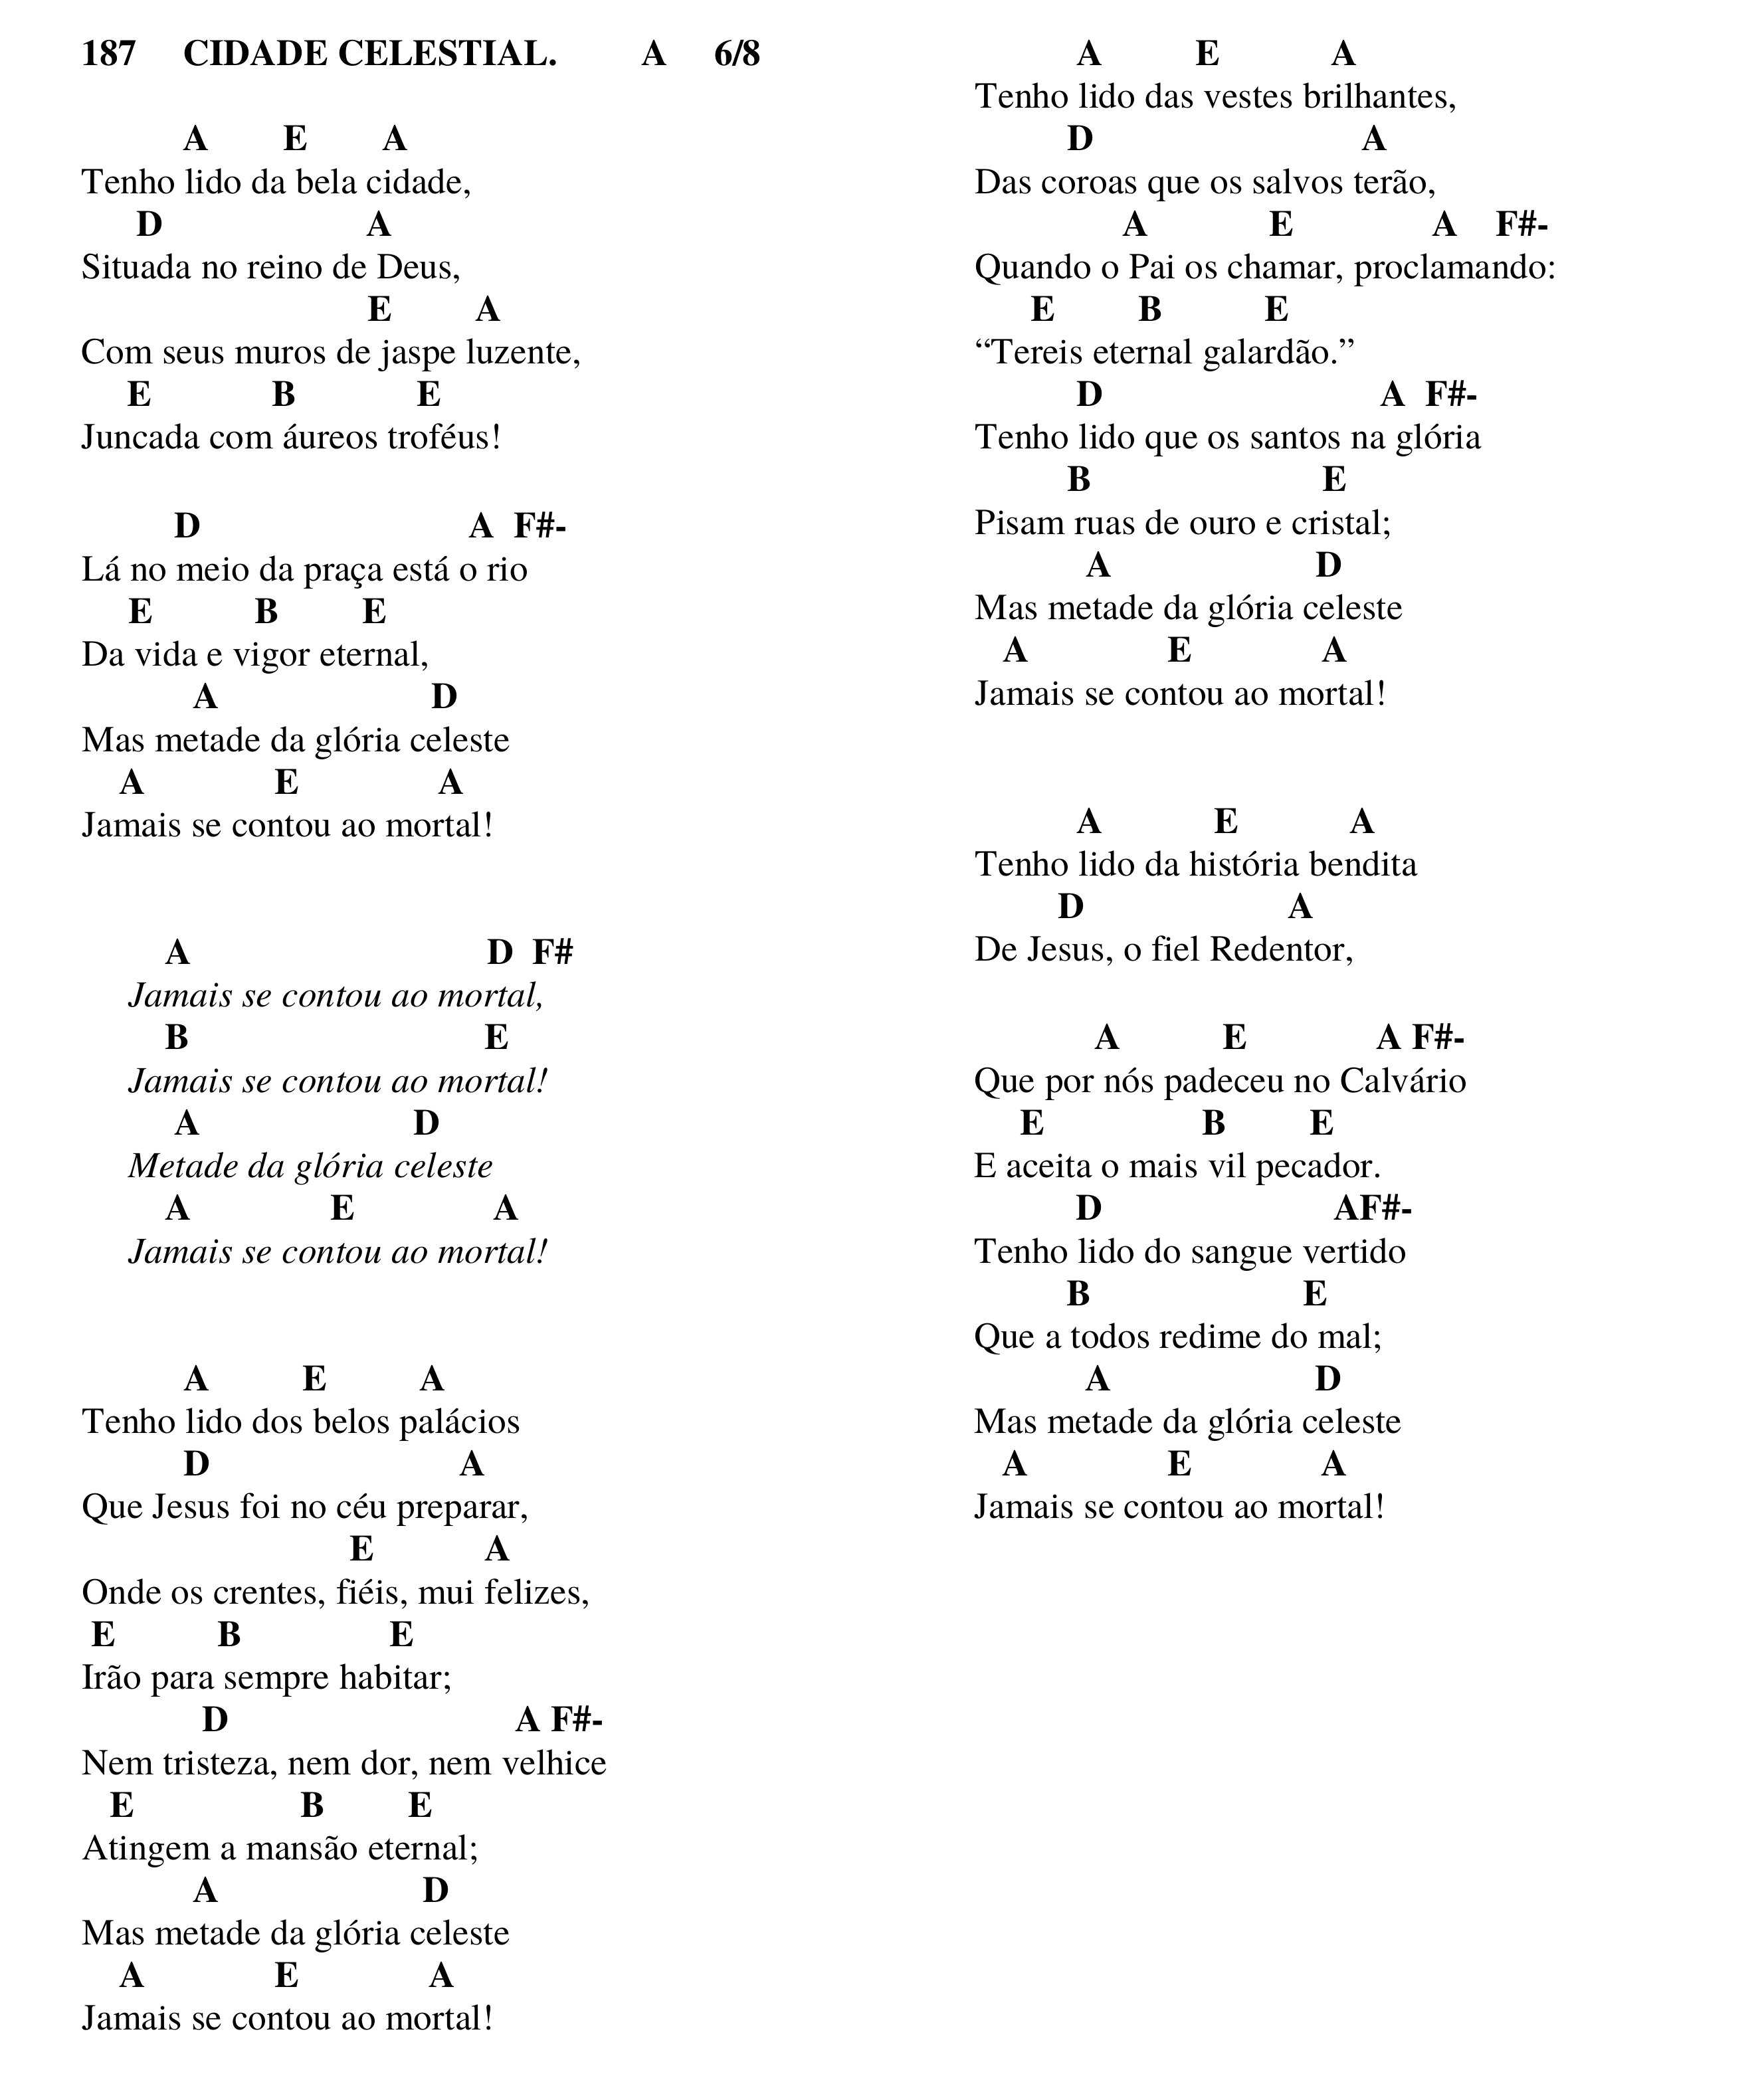 187 CIDADE CELESTIAL. A 6/8
A E A
Tenho lido da bela cidade,
D A
Situada no reino de Deus,
E A
Com seus muros de jaspe luzente,
E B E
Juncada com áureos troféus!
D A F#-
Lá no meio da praça está o rio
E B E
Da vida e vigor eternal,
A D
Mas metade da glória celeste
A E A
Jamais se contou ao mortal!
A D F#
Jamais se contou ao mortal,
B E
Jamais se contou ao mortal!
A D
Metade da glória celeste
A E A
Jamais se contou ao mortal!
A E A
Tenho lido dos belos palácios
D A
Que Jesus foi no céu preparar,
E A
Onde os crentes, fiéis, mui felizes,
E B E
Irão para sempre habitar;
D A F#-
Nem tristeza, nem dor, nem velhice
E B E
Atingem a mansão eternal;
A D
Mas metade da glória celeste
A E A
Jamais se contou ao mortal!
A E A
Tenho lido das vestes brilhantes,
D A
Das coroas que os salvos terão,
A E A F#-
Quando o Pai os chamar, proclamando:
E B E
“Tereis eternal galardão.”
D A F#-
Tenho lido que os santos na glória
B E
Pisam ruas de ouro e cristal;
A D
Mas metade da glória celeste
A E A
Jamais se contou ao mortal!
A E A
Tenho lido da história bendita
D A
De Jesus, o fiel Redentor,
A E A F#-
Que por nós padeceu no Calvário
E B E
E aceita o mais vil pecador.
D AF#-
Tenho lido do sangue vertido
B E
Que a todos redime do mal;
A D
Mas metade da glória celeste
A E A
Jamais se contou ao mortal!